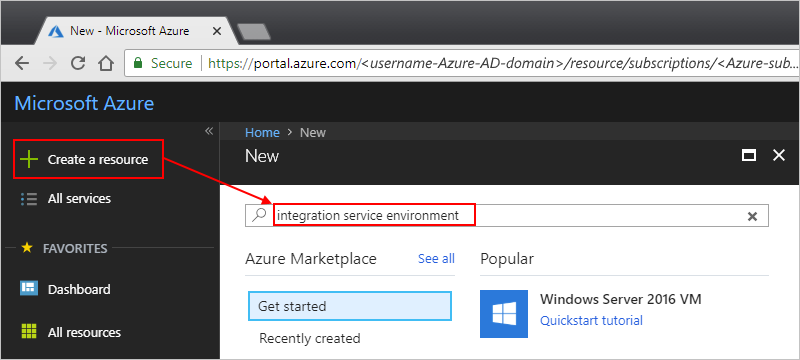 New - Microsoft Azure
Secure https://portal.azure.com/<username-Azure-AD-domain>/resource/subscriptions/<Azure-sub...
Microsoft Azure
Home > New
New
Create a resource
All services
FAVORITES
Dashboard
All resources
integration service environment
Azure Marketplace See all
Get started
Recently created
Popular
Windows Server 2016 VM
Quickstart tutorial